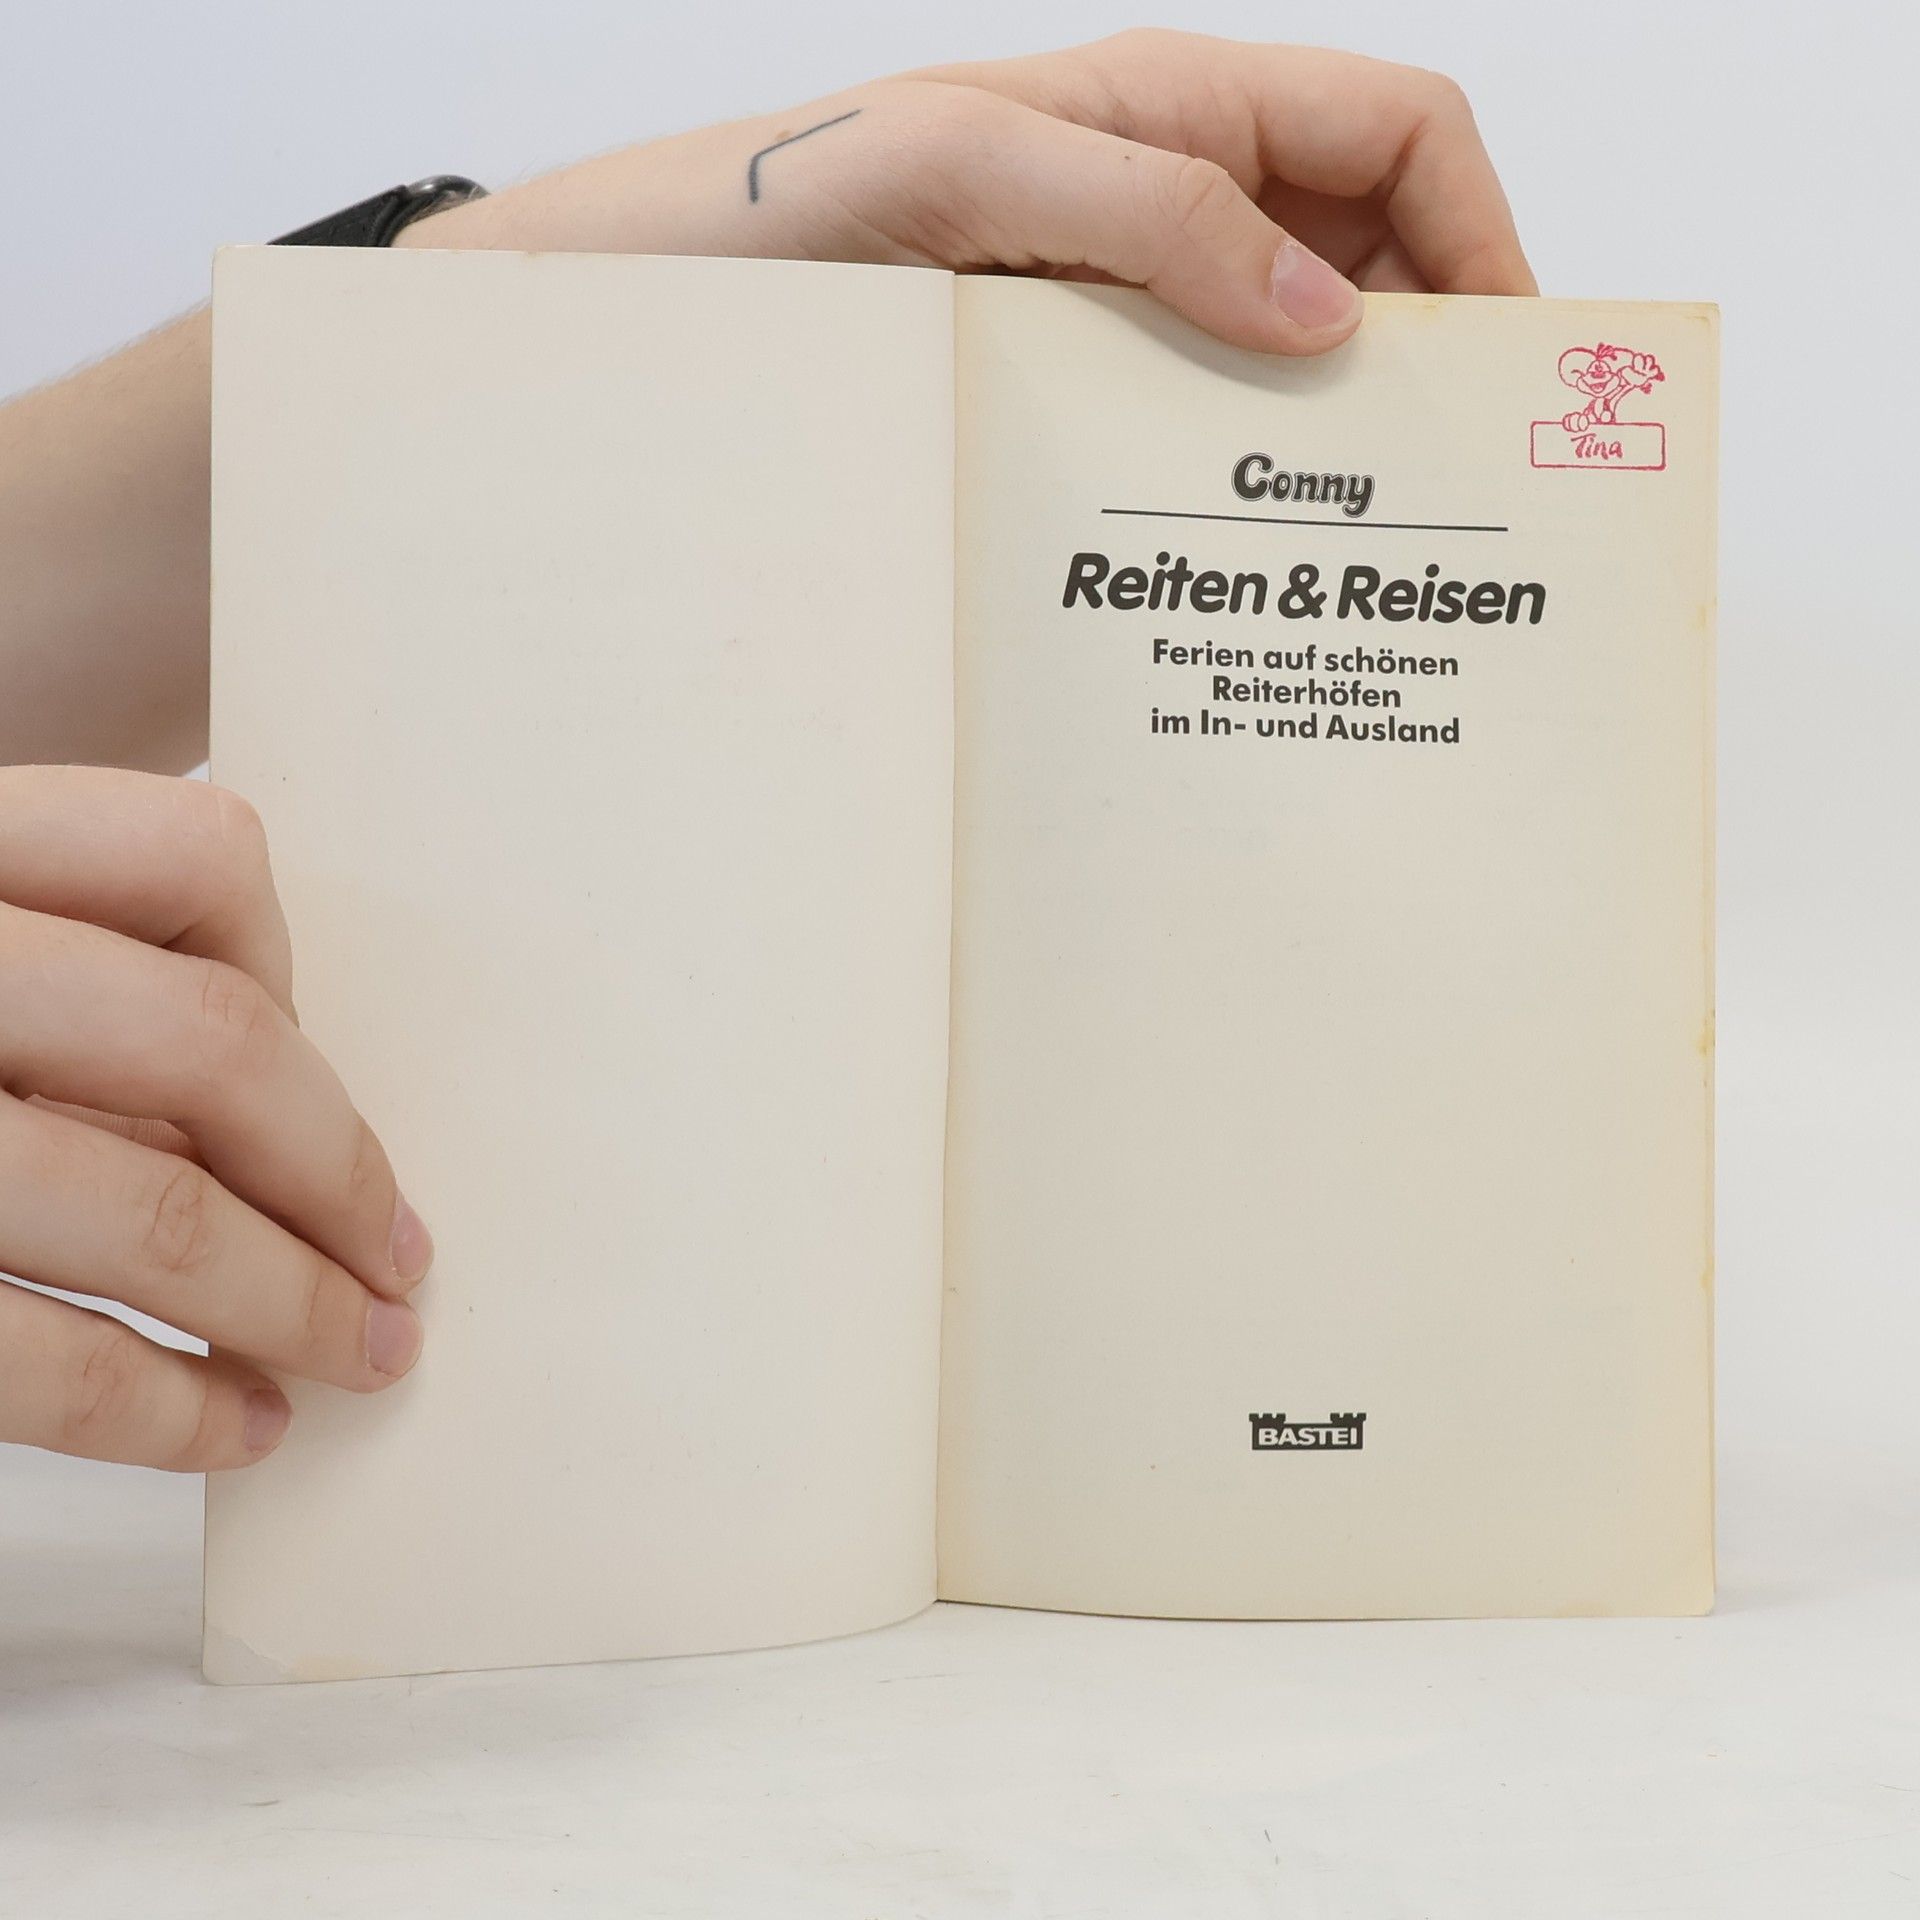 Tina
Conny
Reiten & Reisen
Ferien auf schönen
Reiterhöfen
im In- und Ausland
BASTEI